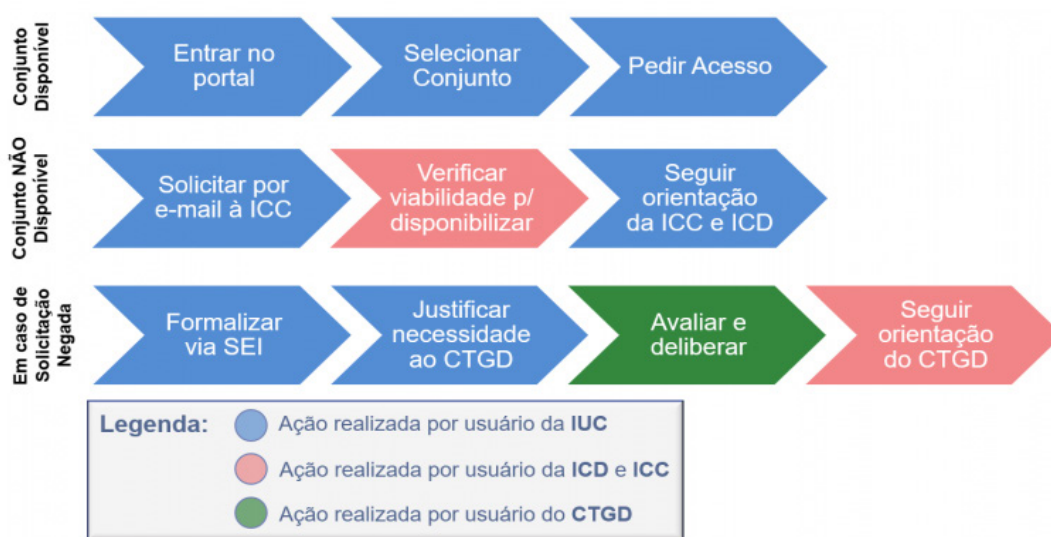 Conjunto
Disponível
Entrar no
portal
Selecionar
Conjunto
Pedir Acesso
Conjunto NÃO
Disponível
Solicitar por
e-mail à ICC
Verificar
viabilidade p/
disponibilizar
Seguir
orientação
da ICC e ICD
Em caso de
Solicitação
Negada
Formalizar
via SEI
Justificar
necessidade
ao CTGD
Avaliar e
deliberar
Seguir
orientação
do CTGD
Legenda:
Ação realizada por usuário da IUC
Ação realizada por usuário da ICD e ICC
Ação realizada por usuário do CTGD